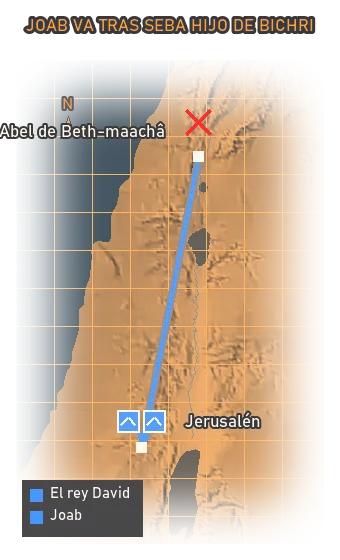 JOAB VA TRAS SEBA HIJO DE BICHRI
N
Abel de Beth-maachâ
Jerusalén
El rey David
Joab